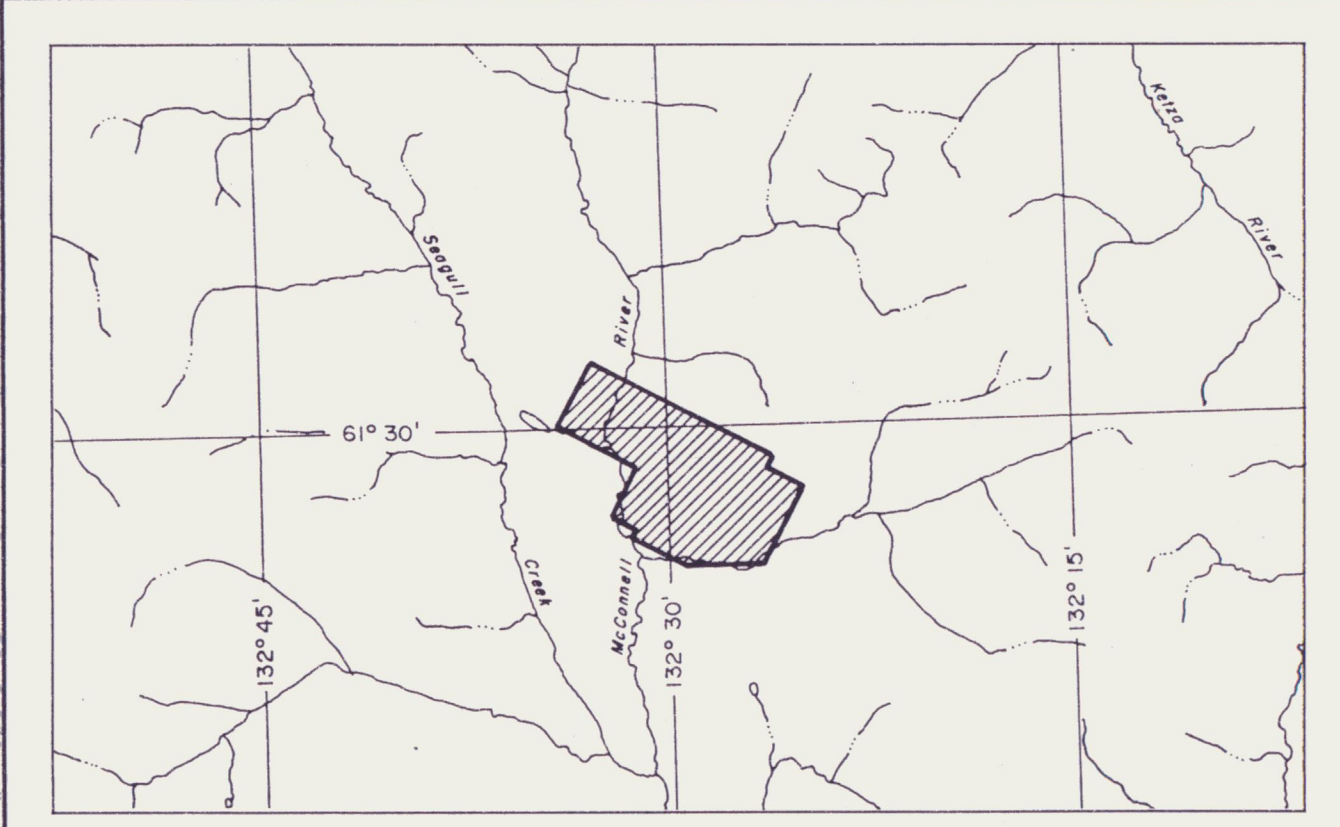 Ketza
River
Seagull
River
61° 30'
Creek
McConnell
132° 45'
132° 30'
132° 15'